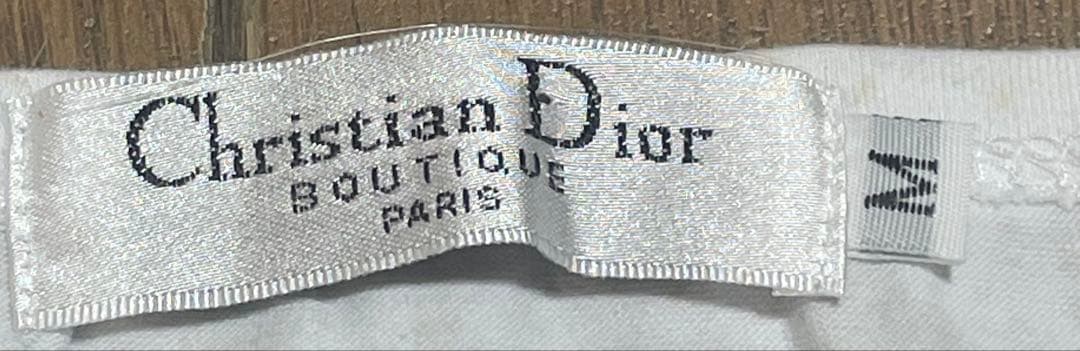 Christian Dior
BOUTIQUE
PARIS
M